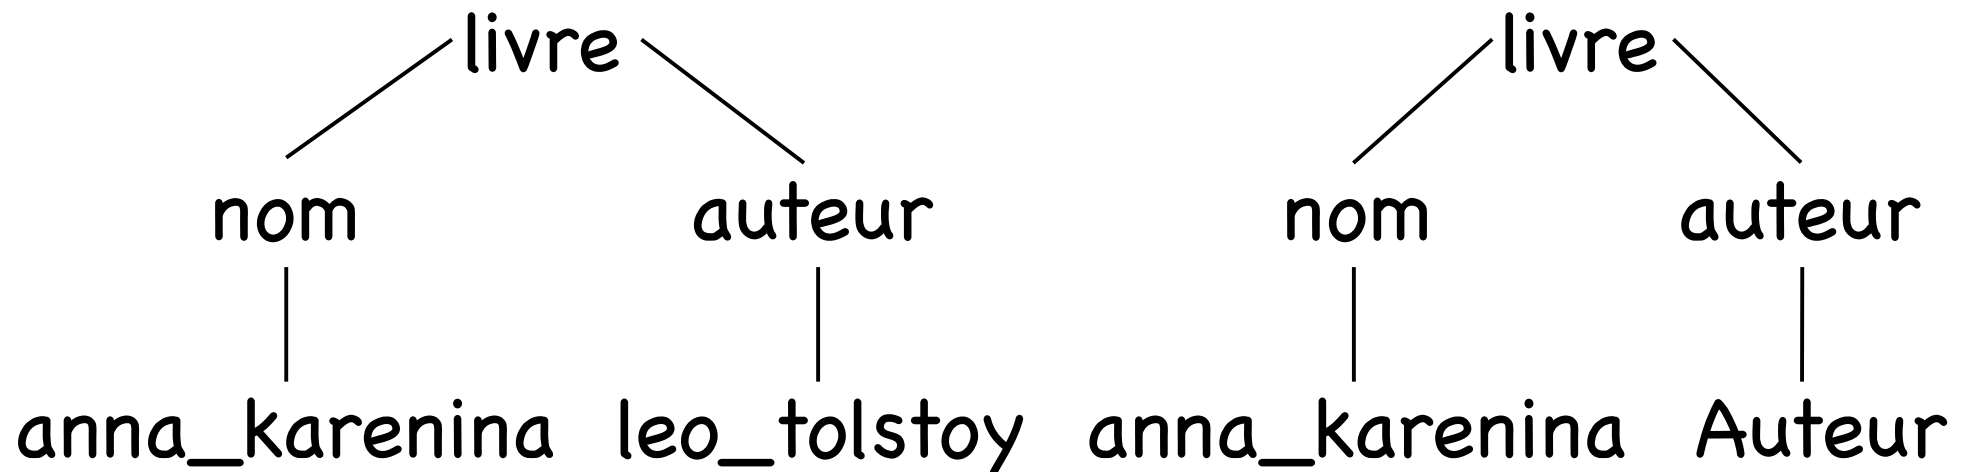 livre livre
nom auteur nom auteur
anna_karenina leo_tolstoy anna_karenina Auteur